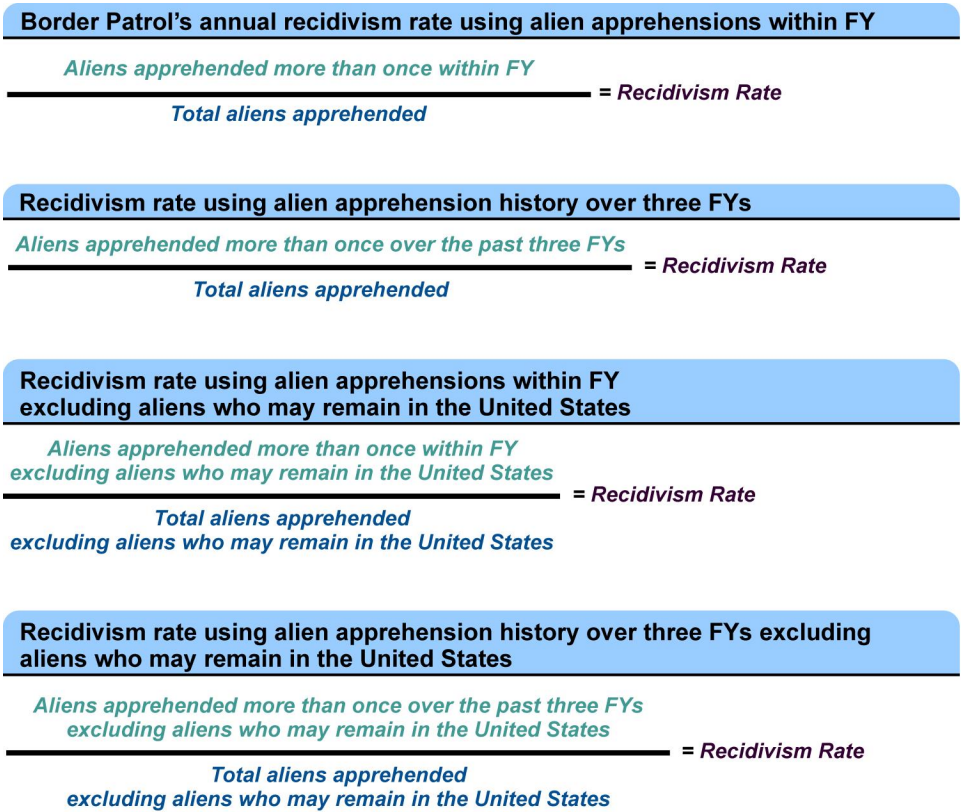 Border Patrol’s annual recidivism rate using alien apprehensions within FY
Aliens apprehended more than once within FY
= Recidivism Rate
Total aliens apprehended
Recidivism rate using alien apprehension history over three FYs
Aliens apprehended more than once over the past three FYs
= Recidivism Rate
Total aliens apprehended
Recidivism rate using alien apprehensions within FY
excluding aliens who may remain in the United States
Aliens apprehended more than once within FY
excluding aliens who may remain in the United States
= Recidivism Rate
Total aliens apprehended
excluding aliens who may remain in the United States
Recidivism rate using alien apprehension history over three FYs excluding
aliens who may remain in the United States
Aliens apprehended more than once over the past three FYs
excluding aliens who may remain in the United States
= Recidivism Rate
Total aliens apprehended
excluding aliens who may remain in the United States